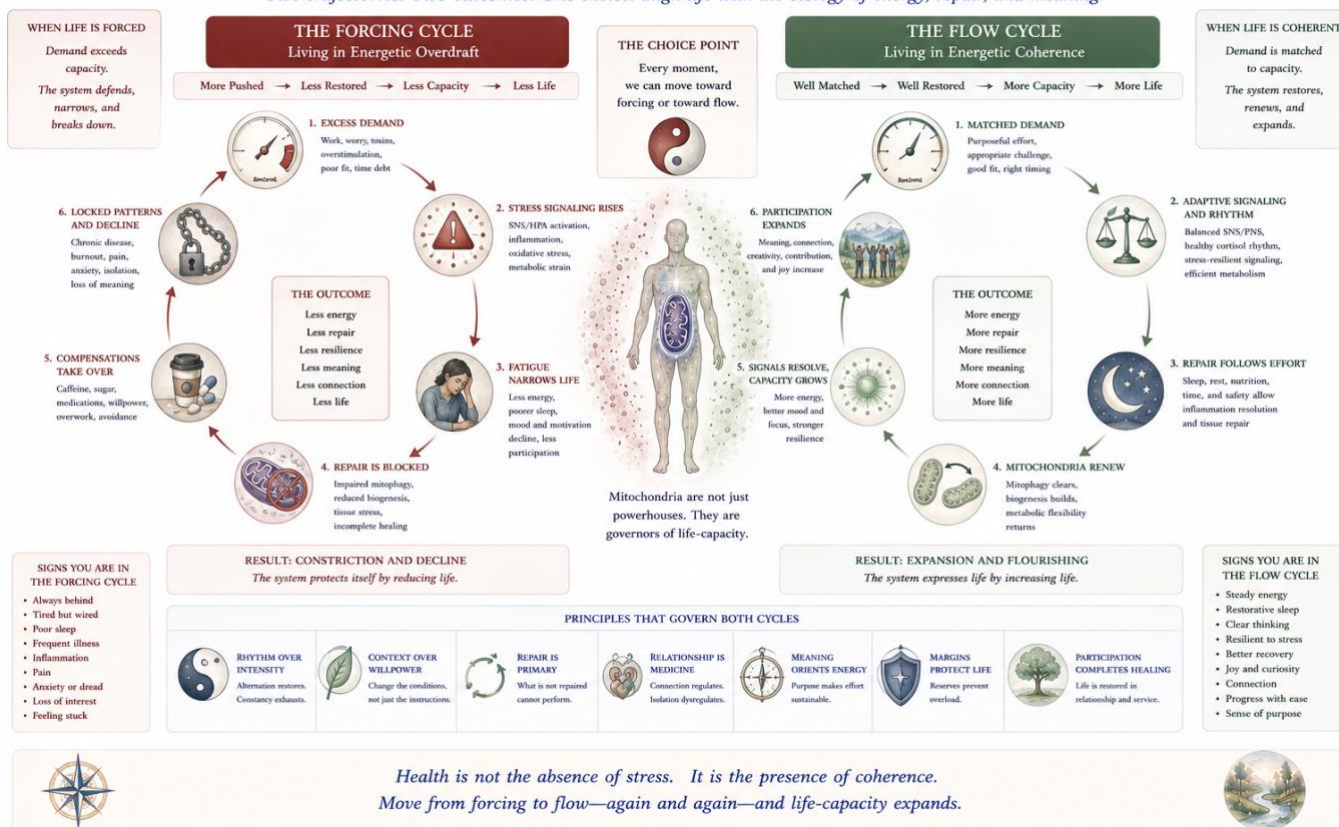 WHEN LIFE IS FORCED
Demand exceeds
capacity.
The system defends,
narrows, and
breaks down.
THE FORCING CYCLE
Living in Energetic Overdraft
More Pushed → Less Restored → Less Capacity → Less Life
THE CHOICE POINT
Every moment,
we can move toward
forcing or toward flow.
THE FLOW CYCLE
Living in Energetic Coherence
Well Matched → Well Restored → More Capacity → More Life
WHEN LIFE IS COHERENT
Demand is matched
to capacity.
The system restores,
renews, and
expands.
1. EXCESS DEMAND
Work, worry, toxins,
overstimulation,
poor fit, time debt
2. STRESS SIGNALING RISES
SNS/HPA activation,
inflammation,
oxidative stress,
metabolic strain
3. FATIGUE
NARROWS LIFE
Less energy,
poorer sleep,
mood and motivation
decline, less
participation
4. REPAIR IS BLOCKED
Impaired mitophagy,
reduced biogenesis,
tissue stress,
incomplete healing
5. COMPENSATIONS
TAKE OVER
Caffeine, sugar,
medications, willpower,
overwork, avoidance
6. LOCKED PATTERNS
AND DECLINE
Chronic disease,
burnout, pain,
anxiety, isolation,
loss of meaning
THE OUTCOME
Less energy
Less repair
Less resilience
Less meaning
Less connection
Less life
Mitochondria are not just
powerhouses. They are
governors of life-capacity.
1. MATCHED DEMAND
Purposeful effort,
appropriate challenge,
good fit, right timing
2. ADAPTIVE SIGNALING
AND RHYTHM
Balanced SNS/PNS,
healthy cortisol rhythm,
stress-resilient signaling,
efficient metabolism
3. REPAIR FOLLOWS EFFORT
Sleep, rest, nutrition,
time, and safety allow
inflammation resolution
and tissue repair
4. MITOCHONDRIA RENEW
Mitophagy clears,
biogenesis builds,
metabolic flexibility
returns
5. SIGNALS RESOLVE,
CAPACITY GROWS
More energy,
better mood and
focus, stronger
resilience
6. PARTICIPATION
EXPANDS
Meaning, connection,
creativity, contribution,
and joy increase
THE OUTCOME
More energy
More repair
More resilience
More meaning
More connection
More life
RESULT: CONSTRICTION AND DECLINE
The system protects itself by reducing life.
RESULT: EXPANSION AND FLOURISHING
The system expresses life by increasing life.
SIGNS YOU ARE IN
THE FORCING CYCLE
• Always behind
• Tired but wired
• Poor sleep
• Frequent illness
• Inflammation
• Pain
• Anxiety or dread
• Loss of interest
• Feeling stuck
PRINCIPLES THAT GOVERN BOTH CYCLES
RHYTHM OVER
INTENSITY
Alternation restores.
Constancy exhausts.
CONTEXT OVER
WILLPOWER
Change the conditions,
not just the instructions.
REPAIR IS
PRIMARY
What is not repaired
cannot perform.
RELATIONSHIP IS
MEDICINE
Connection regulates.
Isolation dysregulates.
MEANING
ORIENTS ENERGY
Purpose makes effort
sustainable.
MARGINS
PROTECT LIFE
Reserves prevent
overload.
PARTICIPATION
COMPLETES HEALING
Life is restored in
relationship and service.
SIGNS YOU ARE IN
THE FLOW CYCLE
• Steady energy
• Restorative sleep
• Clear thinking
• Resilient to stress
• Better recovery
• Joy and curiosity
• Connection
• Progress with ease
• Sense of purpose
Health is not the absence of stress. It is the presence of coherence.
Move from forcing to flow—again and again—and life-capacity expands.